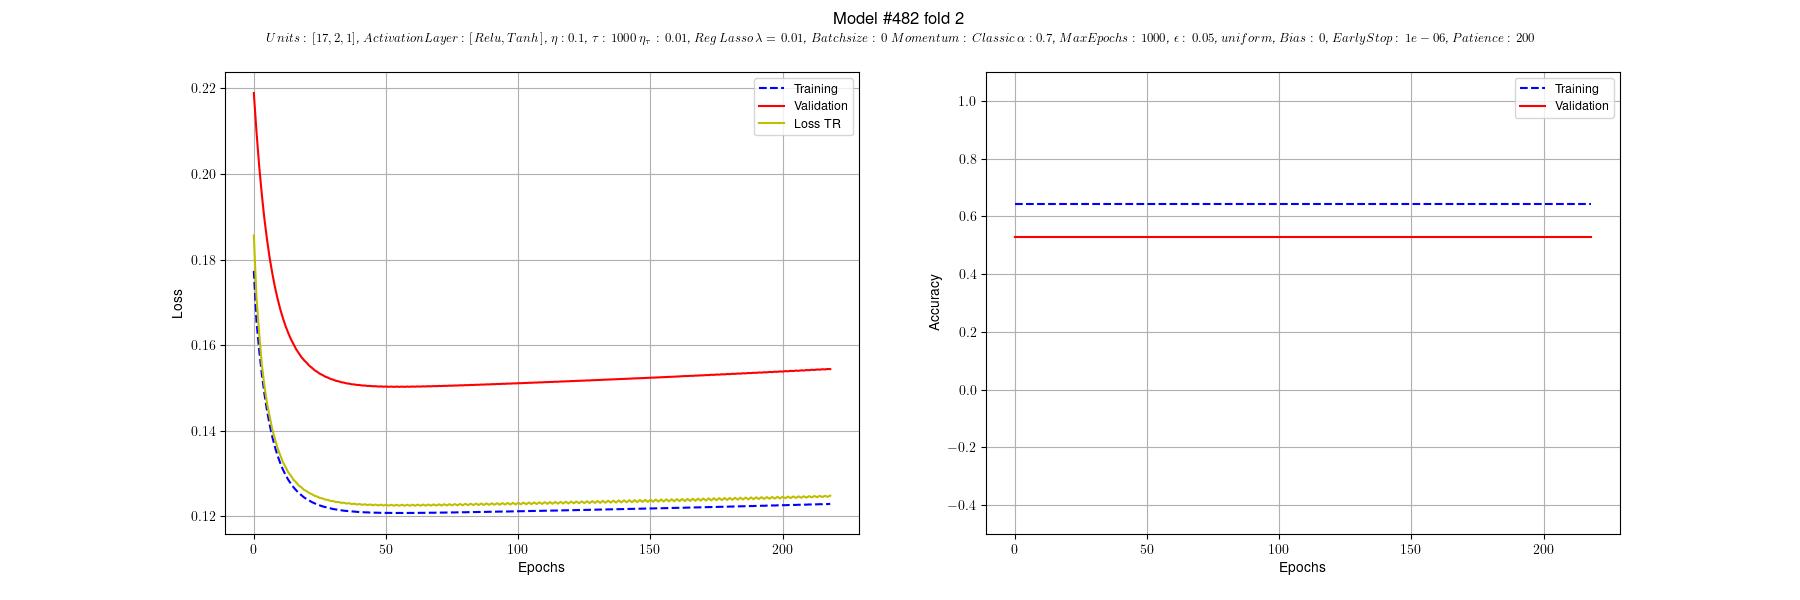 Model #482 fold 2
Units : [17, 2, 1], ActivationLayer : [Relu, Tanh], η : 0.1, τ : 1000 η_τ : 0.01, Reg Lasso λ = 0.01, Batchsize : 0 Momentum : Classic α : 0.7, MaxEpochs : 1000, ϵ : 0.05, uniform, Bias : 0, EarlyStop : 1e − 06, Patience : 200
0.22
0.20
0.18
0.16
0.14
0.12
Loss
0 50 100 150 200
Epochs
Training
Validation
Loss TR
1.0
0.8
0.6
0.4
0.2
0.0
−0.2
−0.4
Accuracy
0 50 100 150 200
Epochs
Training
Validation